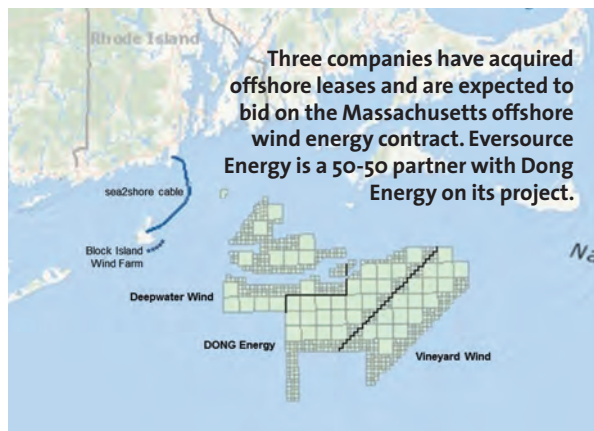 Rhode Island
Three companies have acquired
offshore leases and are expected to
bid on the Massachusetts offshore
wind energy contract. Eversource
Energy is a 50-50 partner with Dong
Energy on its project.
sea2shore cable
Block Island
Wind Farm
Na
Deepwater Wind
DONG Energy
Vineyard Wind